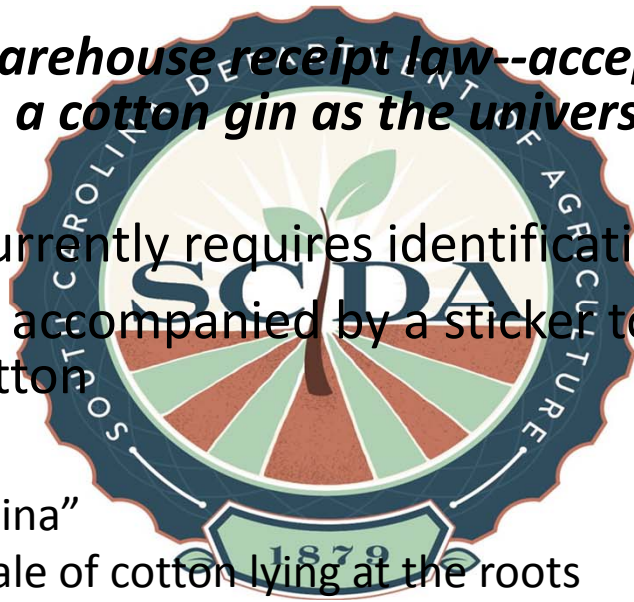 arehouse receipt law--accep
a cotton gin as the univers
urrently requires identificati
accompanied by a sticker to
tton
ina”
ale of cotton lying at the roots
SOUTH CAROLINA DEPARTMENT OF AGRICULTURE
SCDA
1879